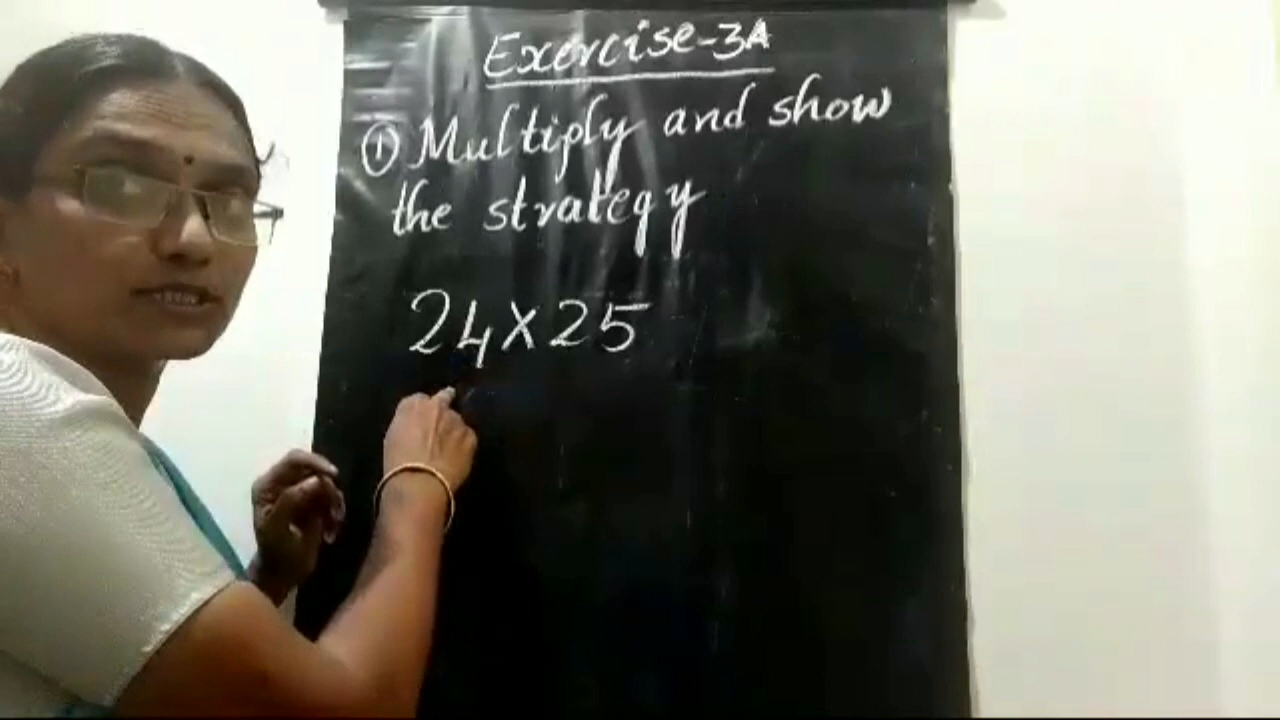 Exercise-3A
① Multiply and show
the strategy
24×25